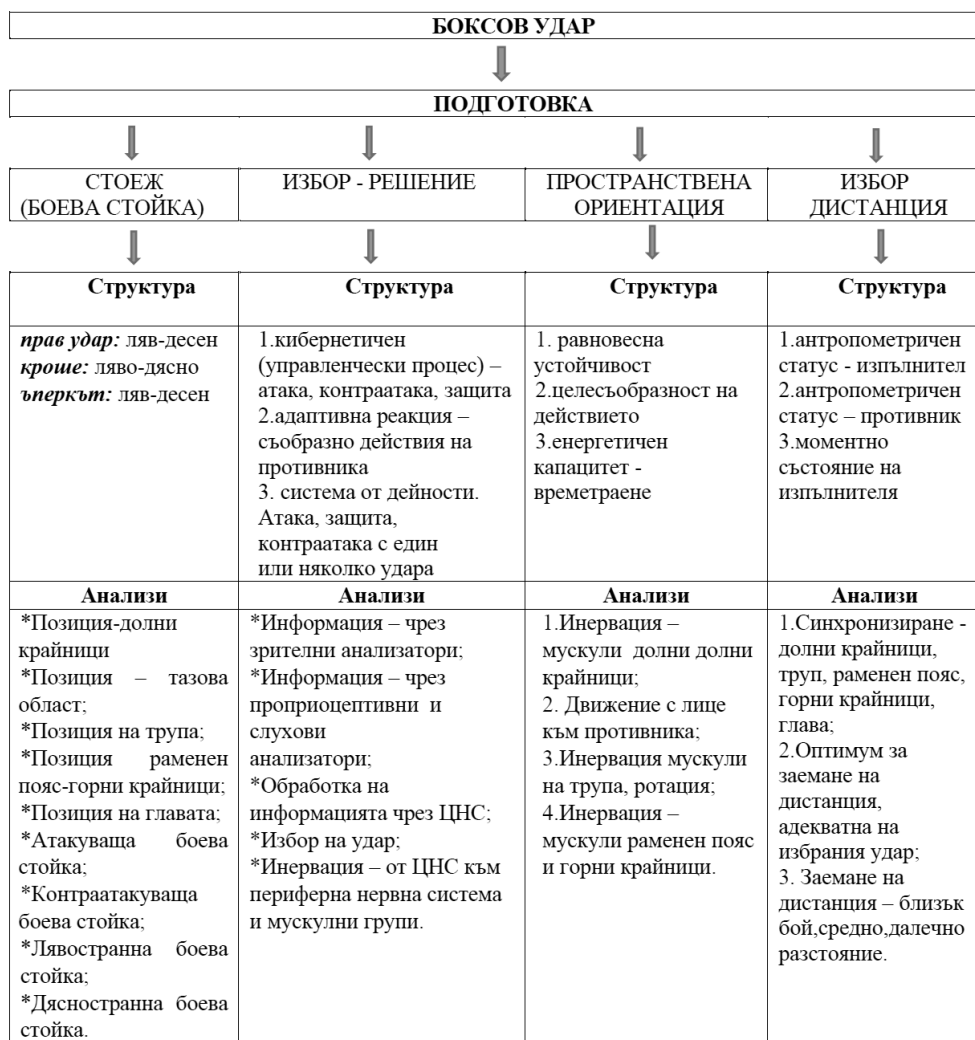 БОКСОВ УДАР
ПОДГОТОВКА
СТОЕЖ
(БОЕВА СТОЙКА)
ИЗБОР - РЕШЕНИЕ
ПРОСТРАНСТВЕНА
ОРИЕНТАЦИЯ
ИЗБОР
ДИСТАНЦИЯ
Структура
Структура
Структура
Структура
прав удар: ляв-десен
кроше: ляво-дясно
ъперкът: ляв-десен
1.кибернетичен
(управленчески процес) –
атака, контраатака, защита
2.адаптивна реакция –
съобразно действия на
противника
3. система от дейности.
Атака, защита,
контраатака с един
или няколко удара
1. равновесна
устойчивост
2.целесъобразност на
действието
3.енергетичен
капацитет -
времетраене
1.антропометричен
статус - изпълнител
2.антропометричен
статус – противник
3.моментно
състояние на
изпълнителя
Анализи
Анализи
Анализи
Анализи
*Позиция-долни
крайници
*Позиция – тазова
област;
*Позиция на трупа;
*Позиция раменен
пояс-горни крайници;
*Позиция на главата;
*Атакуваща боева
стойка;
*Контраатакуваща
боева стойка;
*Лявостранна боева
стойка;
*Дясностранна боева
стойка.
*Информация – чрез
зрителни анализатори;
*Информация – чрез
проприоцептивни и
слухови
анализатори;
*Обработка на
информацията чрез ЦНС;
*Избор на удар;
*Инервация – от ЦНС към
периферна нервна система
и мускулни групи.
1.Инервация –
мускули долни долни
крайници;
2. Движение с лице
към противника;
3.Инервация мускули
на трупа, ротация;
4.Инервация –
мускули раменен пояс
и горни крайници.
1.Синхронизиране -
долни крайници,
труп, раменен пояс,
горни крайници,
глава;
2.Оптимум за
заемане на
дистанция,
адекватна на
избрания удар;
3. Заемане на
дистанция – близък
бой,средно,далечно
разстояние.